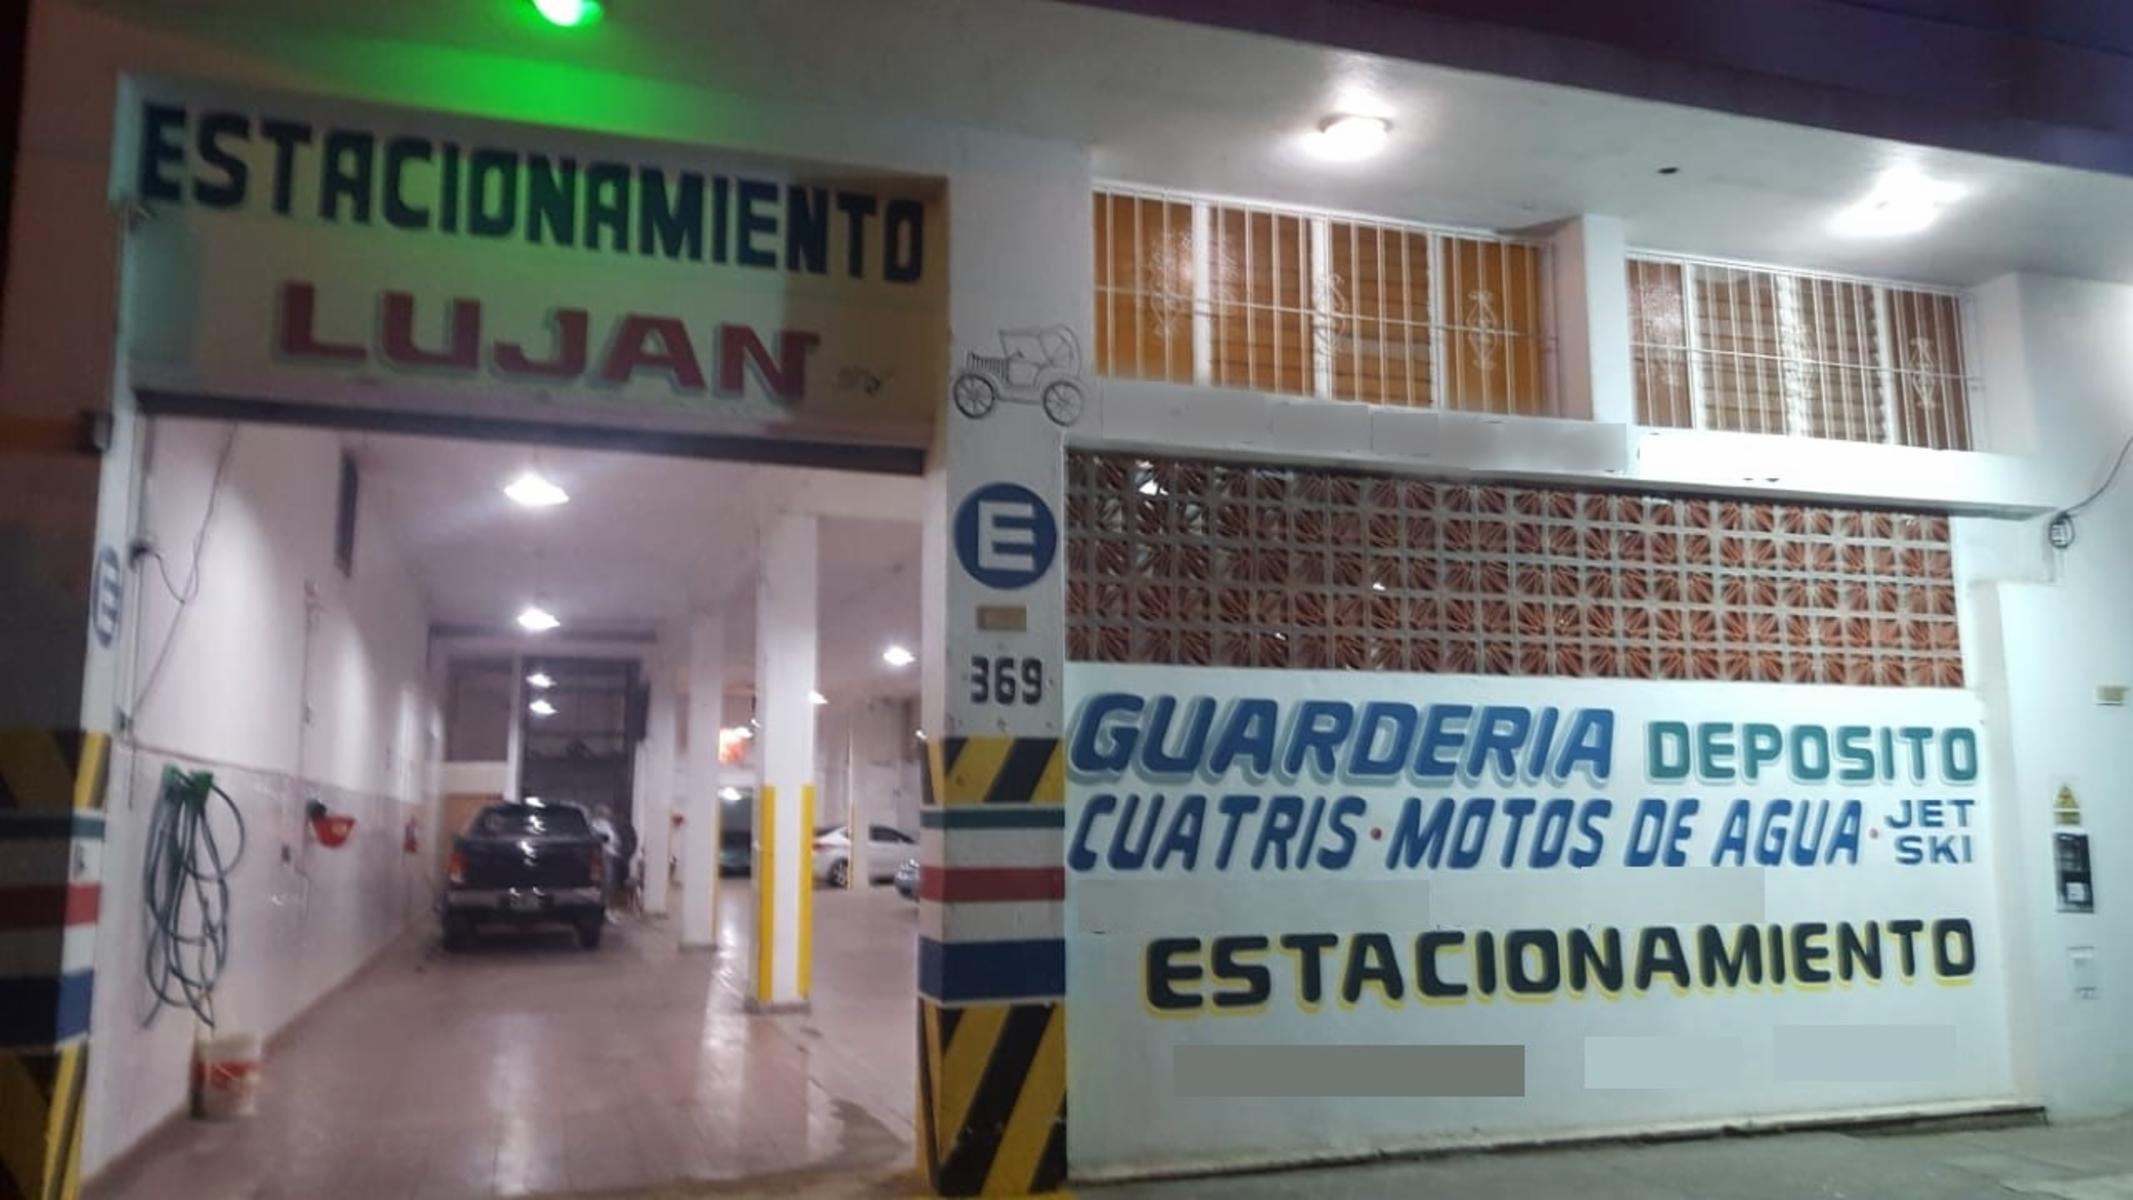 ESTACIONAMIENTO
LUJAN
E
E
369
GUARDERIA DEPOSITO
CUATRIS · MOTOS DE AGUA · JET SKI
ESTACIONAMIENTO